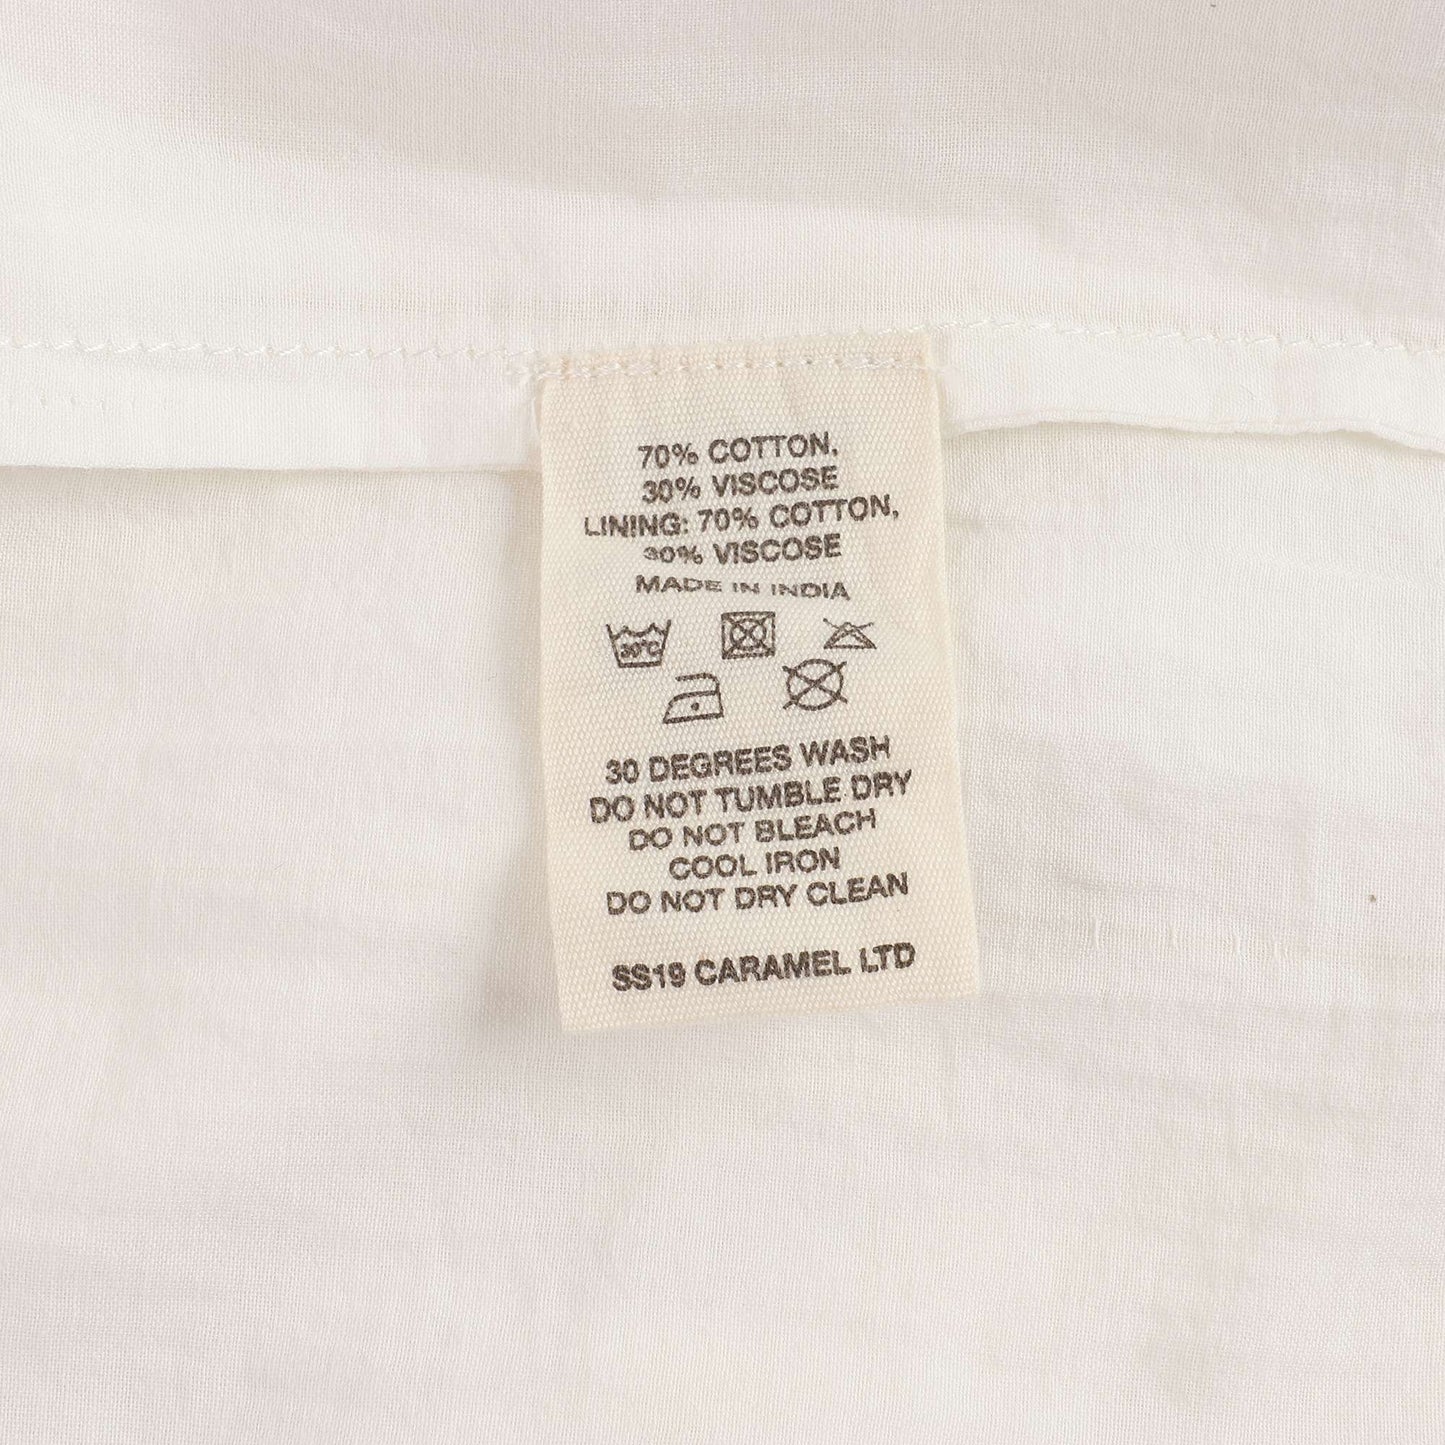 70% COTTON,
30% VISCOSE
LINING: 70% COTTON,
30% VISCOSE
MADE IN INDIA
30°C
30 DEGREES WASH
DO NOT TUMBLE DRY
DO NOT BLEACH
COOL IRON
DO NOT DRY CLEAN
SS19 CARAMEL LTD